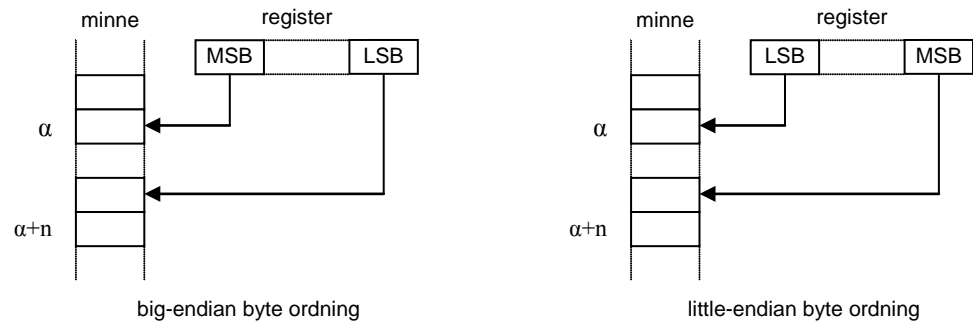 minne register
MSB LSB
α
α+n
big-endian byte ordning
minne register
LSB MSB
α
α+n
little-endian byte ordning